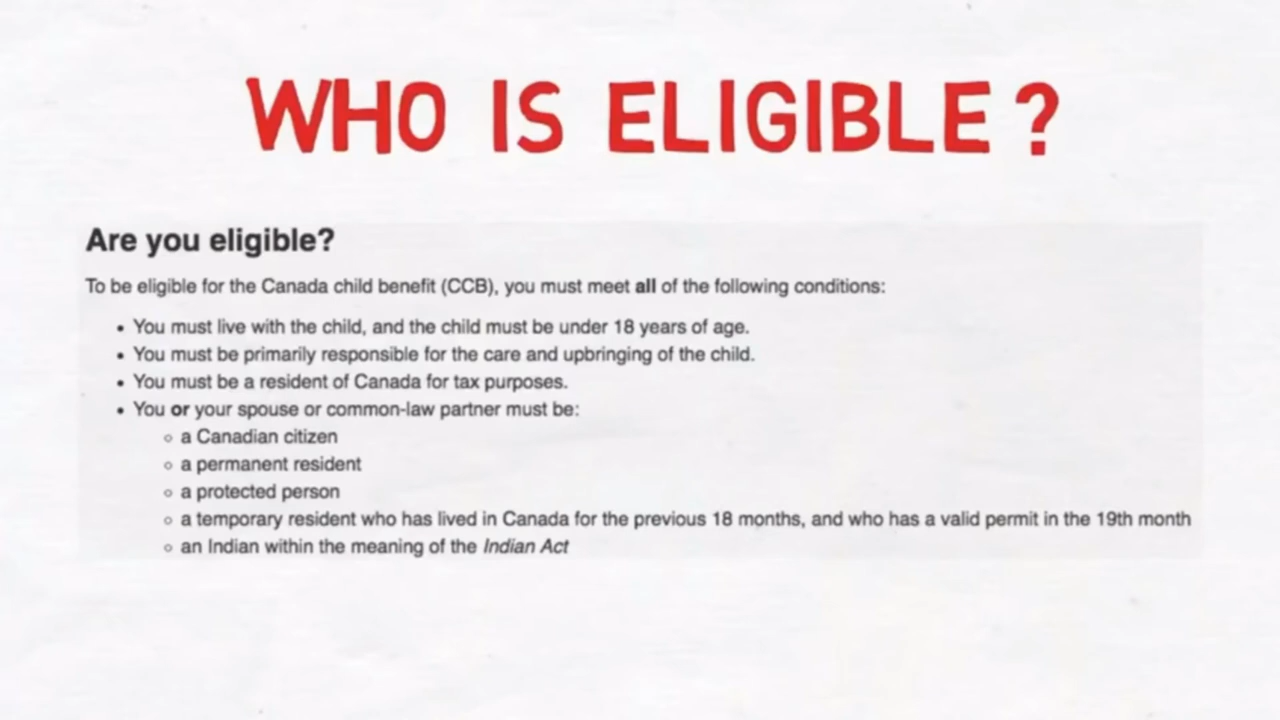 WHO IS ELIGIBLE?
Are you eligible?
To be eligible for the Canada child benefit (CCB), you must meet all of the following conditions:
• You must live with the child, and the child must be under 18 years of age.
• You must be primarily responsible for the care and upbringing of the child.
• You must be a resident of Canada for tax purposes.
• You or your spouse or common-law partner must be:
◦ a Canadian citizen
◦ a permanent resident
◦ a protected person
◦ a temporary resident who has lived in Canada for the previous 18 months, and who has a valid permit in the 19th month
◦ an Indian within the meaning of the Indian Act